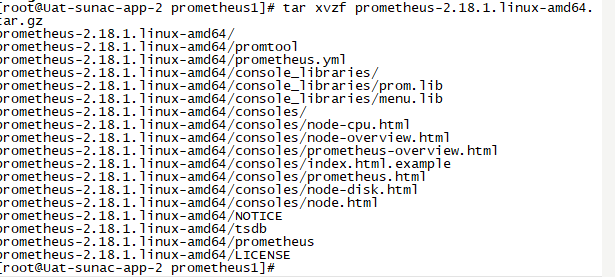 [root@Uat-sunac-app-2 prometheus1]# tar xvzf prometheus-2.18.1.linux-amd64.
tar.gz
prometheus-2.18.1.linux-amd64/
prometheus-2.18.1.linux-amd64/promtool
prometheus-2.18.1.linux-amd64/prometheus.yml
prometheus-2.18.1.linux-amd64/console_libraries/
prometheus-2.18.1.linux-amd64/console_libraries/prom.lib
prometheus-2.18.1.linux-amd64/console_libraries/menu.lib
prometheus-2.18.1.linux-amd64/consoles/
prometheus-2.18.1.linux-amd64/consoles/node-cpu.html
prometheus-2.18.1.linux-amd64/consoles/node-overview.html
prometheus-2.18.1.linux-amd64/consoles/prometheus-overview.html
prometheus-2.18.1.linux-amd64/consoles/index.html.example
prometheus-2.18.1.linux-amd64/consoles/prometheus.html
prometheus-2.18.1.linux-amd64/consoles/node-disk.html
prometheus-2.18.1.linux-amd64/consoles/node.html
prometheus-2.18.1.linux-amd64/NOTICE
prometheus-2.18.1.linux-amd64/tsdb
prometheus-2.18.1.linux-amd64/prometheus
prometheus-2.18.1.linux-amd64/LICENSE
[root@Uat-sunac-app-2 prometheus1]#